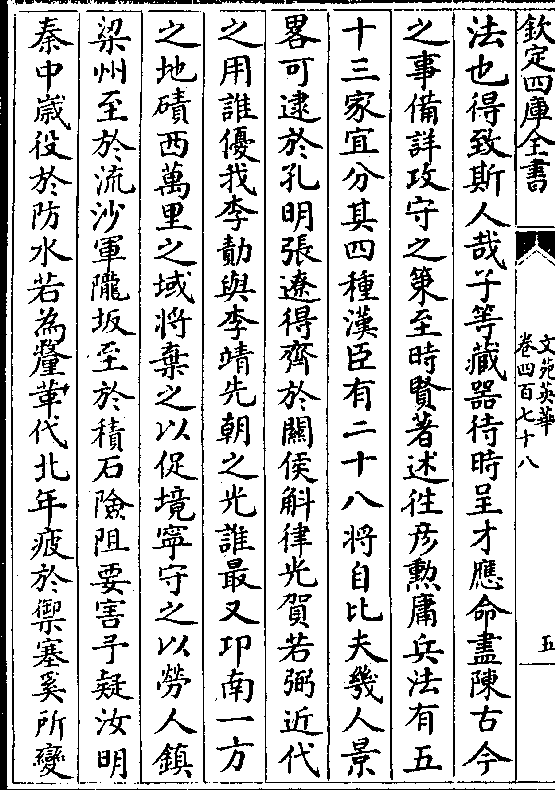 欽定四庫全書
文苑英華
卷四百七十八
五
法也得致斯人哉子等藏器待時呈才應命盡陳古今
之事備詳攻守之策至時賢著述徃彦勲庸兵法有五
十三家宜分其四種漢臣有二十八將自比夫幾人景
畧可逮於孔明張遼得齊於關侯斛律光賀若弼近代
之用誰優我李勣與李靖先朝之光誰最又卭南一方
之地磧西萬里之域將棄之以促境寧守之以勞人鎮
梁州至於流沙軍隴坂至於積石險阻要害予疑汝明
秦中歳役於防水若為釐革代北年疲於禦塞奚所變